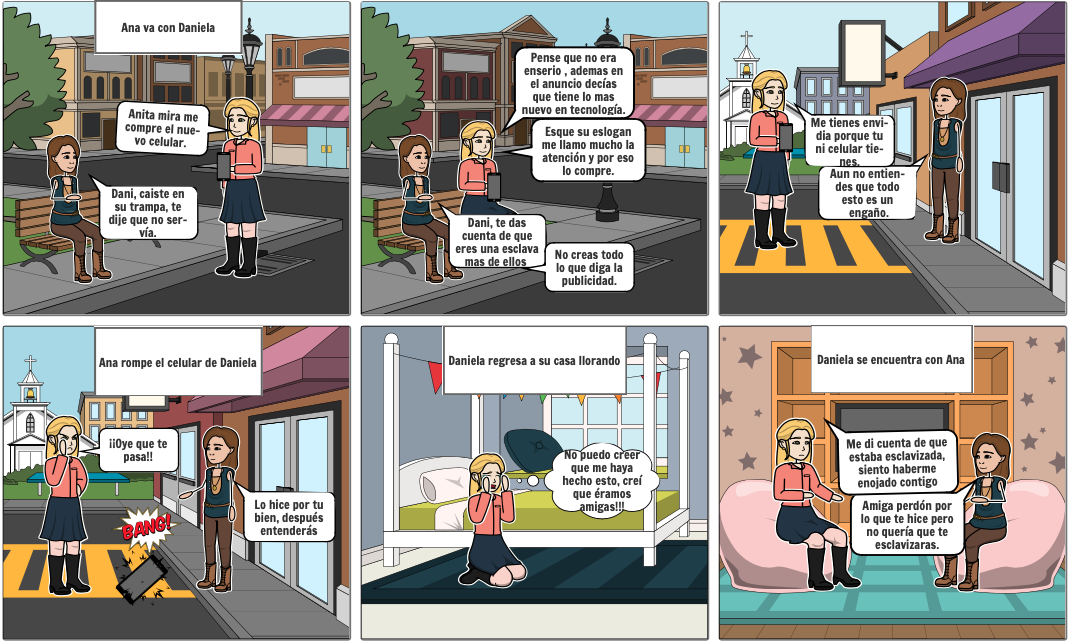 Ana va con Daniela
Anita mira me
compre el nue-
vo celular.
Dani, caiste en
su trampa, te
dije que no ser-
vía.
Pense que no era
enserio , ademas en
el anuncio decías
que tiene lo mas
nuevo en tecnología.
Esque su eslogan
me llamo mucho la
atención y por eso
lo compre.
Dani, te das
cuenta de que
eres una esclava
mas de ellos
No creas todo
lo que diga la
publicidad.
Me tienes envi-
dia porque tu
ni celular tie-
nes.
Aun no entien-
des que todo
esto es un
engaño.
Ana rompe el celular de Daniela
¡¡Oye que te
pasa!!
Lo hice por tu
bien, después
entenderás
BANG!
Daniela regresa a su casa llorando
No puedo creer
que me haya
hecho esto, creí
que éramos
amigas!!!
Daniela se encuentra con Ana
Me di cuenta de que
estaba esclavizada,
siento haberme
enojado contigo
Amiga perdón por
lo que te hice pero
no quería que te
esclavizaras.